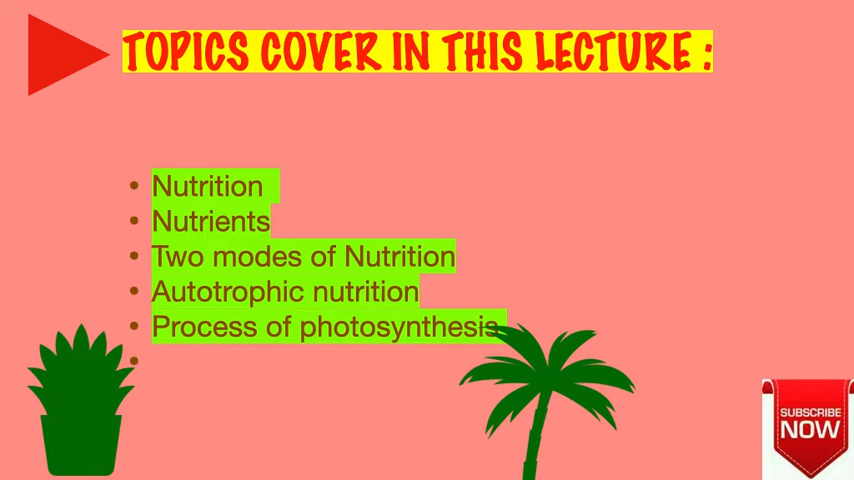 TOPICS COVER IN THIS LECTURE :
• Nutrition
• Nutrients
• Two modes of Nutrition
• Autotrophic nutrition
• Process of photosynthesis
•
SUBSCRIBE
NOW